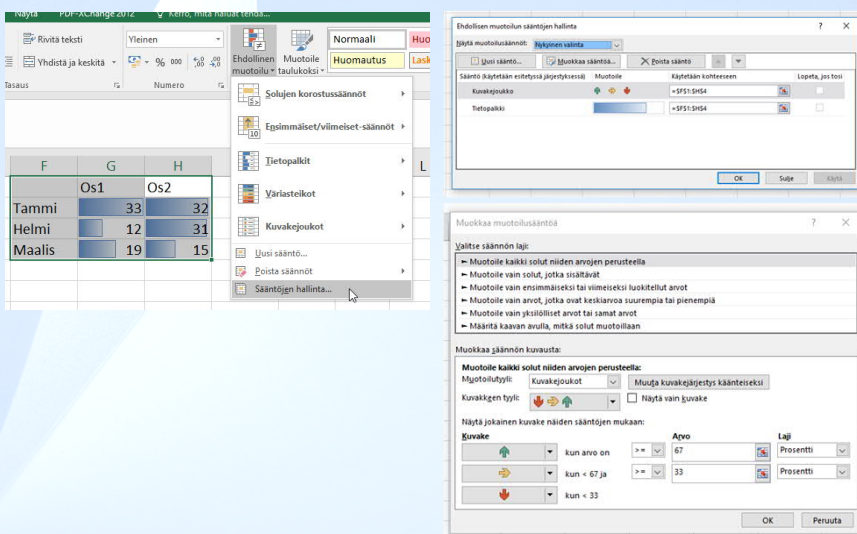 Näytä PDF-XChange 2012 Kerro, mitä haluat tehdä...
Rivitä teksti
Yleinen
Yhdistä ja keskitä
% 000
Ehdollinen muotoilu
Muotoile taulukoksi
Normaali
Huomautus
Tasaus
Numero
Solujen korostussäännöt
Ensimmäiset/viimeiset-säännöt
Tietopalkit
Väriasteikot
Kuvakejoukot
Uusi sääntö...
Poista säännöt
Sääntöjen hallinta...
F G H L
Os1 Os2
Tammi 33 32
Helmi 12 31
Maalis 19 15
Ehdollisen muotoilun sääntöjen hallinta ? ×
Näytä muotoilusäännöt: Nykyinen valinta
Uusi sääntö... Muokkaa sääntöä... Poista sääntö
Sääntö (käytetään esitetyssä järjestyksessä) Muotoile Käytetään kohteeseen Lopeta, jos tosi
Kuvakejoukko =$F$1:$H$4
Tietopalkki =$F$1:$H$4
OK Sulje Käytä
Muokkaa muotoilusääntöä ? ×
Valitse säännön laji:
► Muotoile kaikki solut niiden arvojen perusteella
► Muotoile vain solut, jotka sisältävät
► Muotoile vain ensimmäiseksi tai viimeiseksi luokitellut arvot
► Muotoile vain arvot, jotka ovat keskiarvoa suurempia tai pienempiä
► Muotoile vain yksilölliset arvot tai samat arvot
► Määritä kaavan avulla, mitkä solut muotoillaan
Muokkaa säännön kuvausta:
Muotoile kaikki solut niiden arvojen perusteella:
Muotoilutyyli: Kuvakejoukot Muuta kuvakejärjestys käänteiseksi
Kuvakkeen tyyli: Näytä vain kuvake
Näytä jokainen kuvake näiden sääntöjen mukaan:
Kuvake Arvo Laji
kun arvo on >= 67 Prosentti
kun < 67 ja >= 33 Prosentti
kun < 33
OK Peruuta